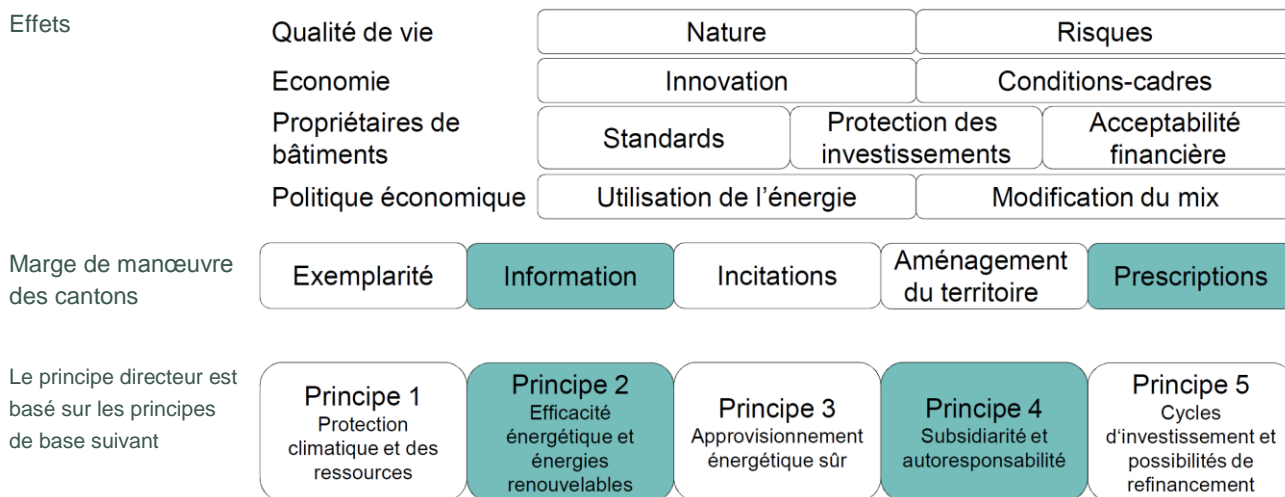 Effets
Qualité de vie
Nature
Risques
Economie
Innovation
Conditions-cadres
Propriétaires de
bâtiments
Standards
Protection des
investissements
Acceptabilité
financière
Politique économique
Utilisation de l’énergie
Modification du mix
Marge de manœuvre
des cantons
Exemplarité
Information
Incitations
Aménagement
du territoire
Prescriptions
Le principe directeur est
basé sur les principes
de base suivant
Principe 1
Protection
climatique et des
ressources
Principe 2
Efficacité
énergétique et
énergies
renouvelables
Principe 3
Approvisionnement
énergétique sûr
Principe 4
Subsidiarité et
autoresponsabilité
Principe 5
Cycles
d‘investissement et
possibilités de
refinancement